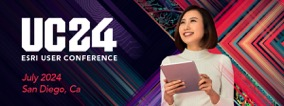 UC24
ESRI USER CONFERENCE
July 2024
San Diego, Ca